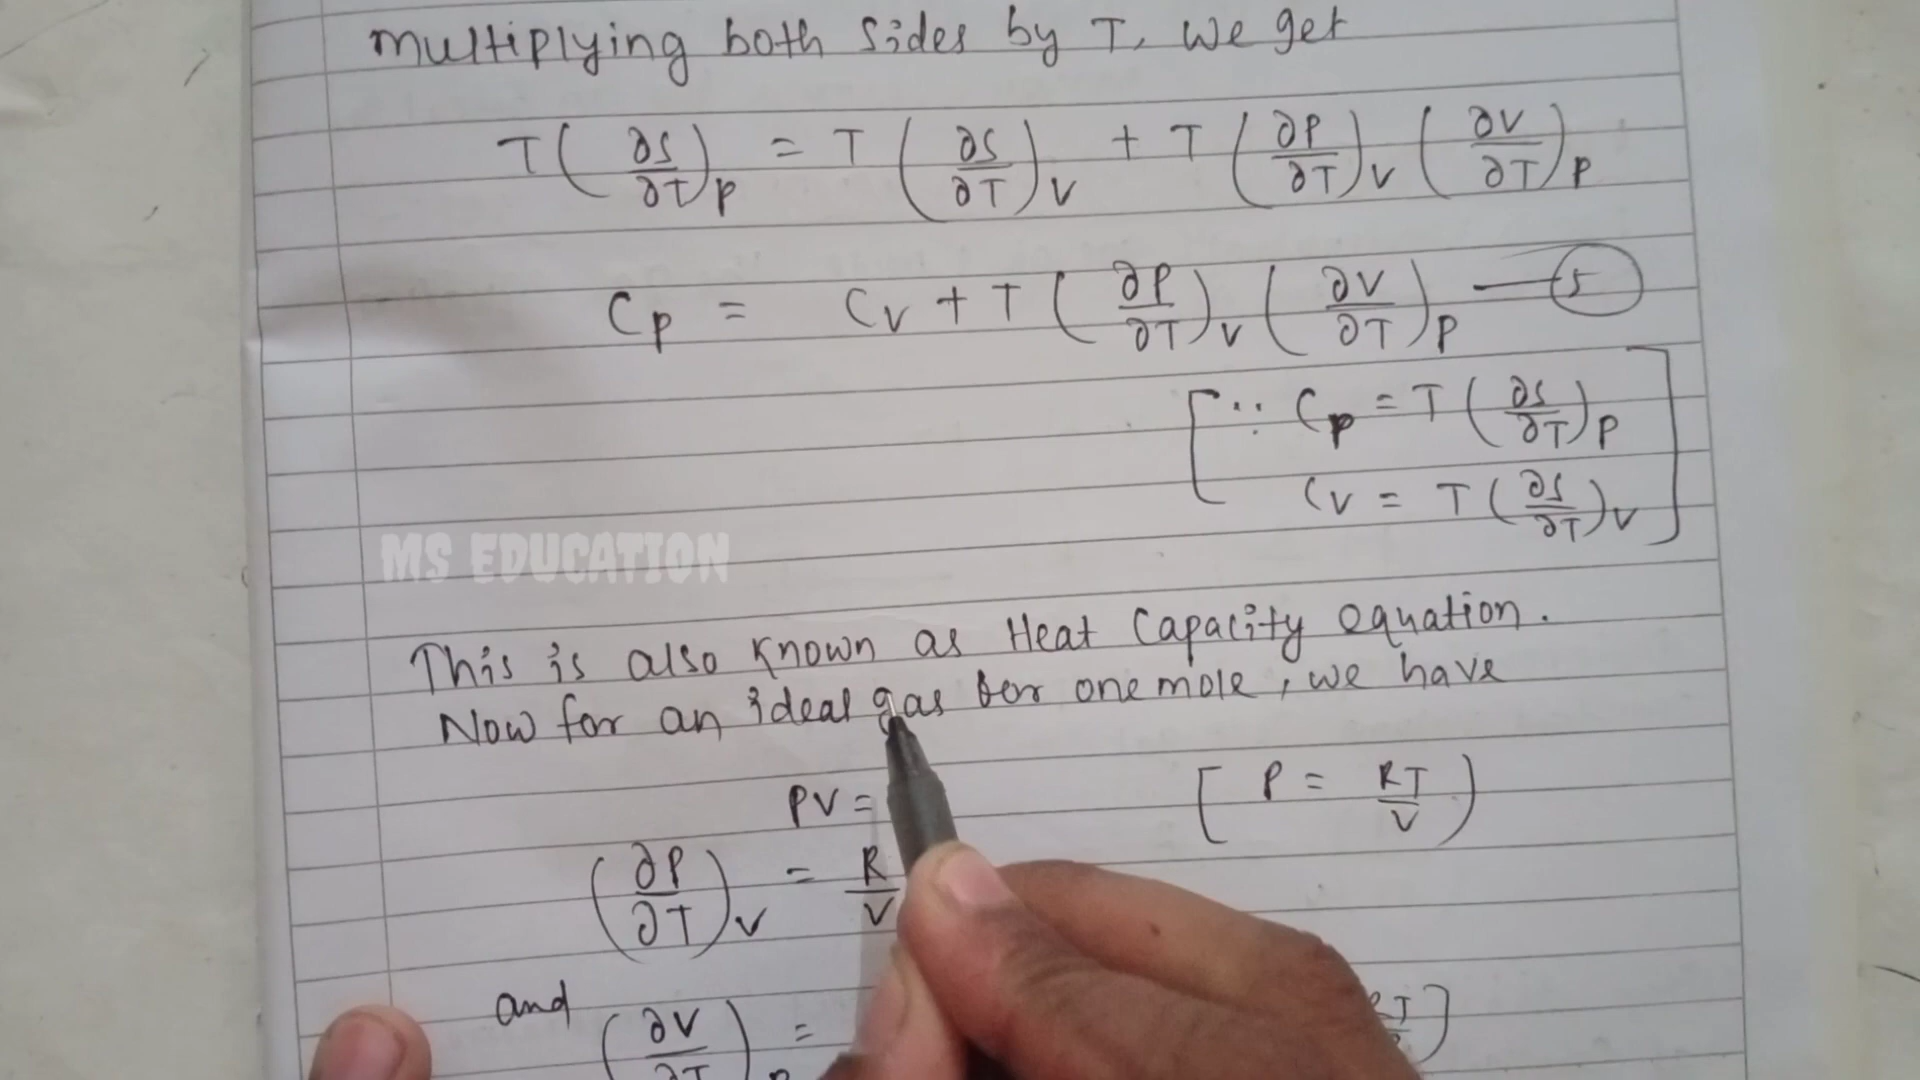 multiplying both sides by T, we get
T(∂S/∂T)P = T(∂S/∂T)V + T(∂P/∂T)V (∂V/∂T)P
CP = CV + T(∂P/∂T)V (∂V/∂T)P — 5
[∵ CP = T(∂S/∂T)P
CV = T(∂S/∂T)V]
MS EDUCATION
This is also known as Heat Capacity equation.
Now for an ideal gas for one mole, we have
PV = [P = RT/V)
(∂P/∂T)V = R/V
and (∂V/∂T)P = RT]